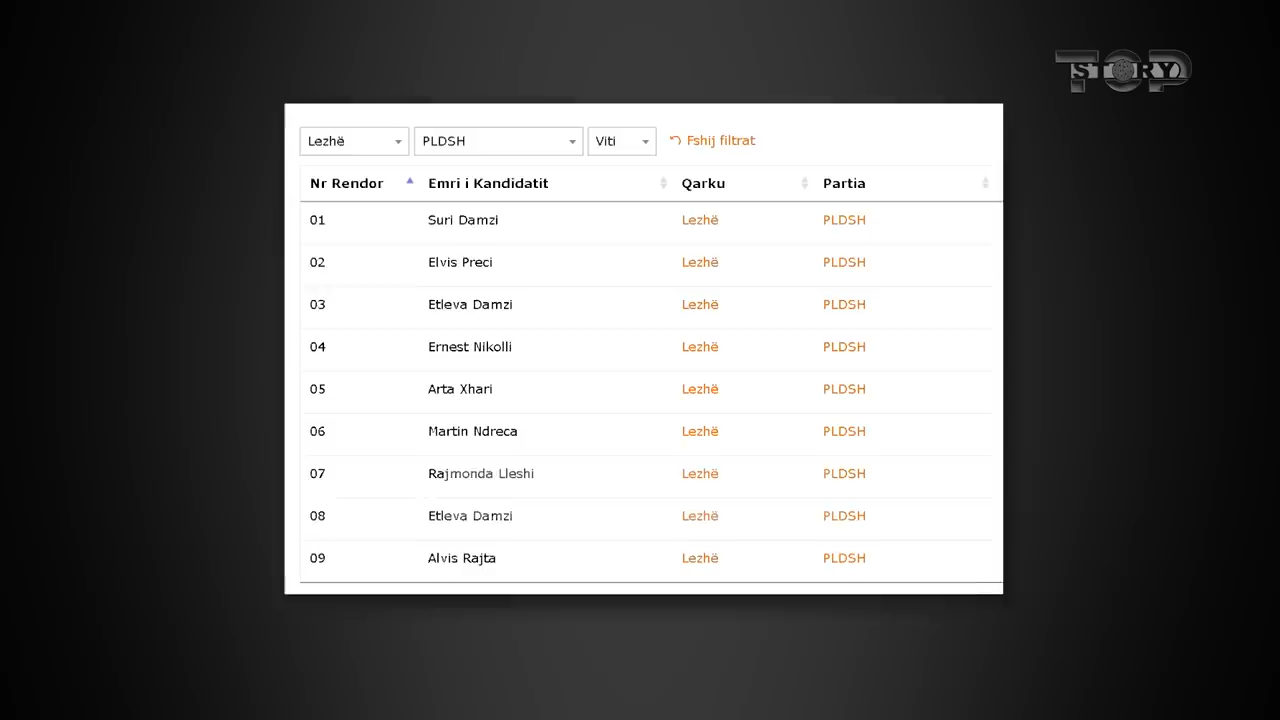 TOP STORY
Lezhë PLDSH Viti Fshij filtrat
Nr Rendor Emri i Kandidatit Qarku Partia
01 Suri Damzi Lezhë PLDSH
02 Elvis Preci Lezhë PLDSH
03 Etleva Damzi Lezhë PLDSH
04 Ernest Nikolli Lezhë PLDSH
05 Arta Xhari Lezhë PLDSH
06 Martin Ndreca Lezhë PLDSH
07 Rajmonda Lleshi Lezhë PLDSH
08 Etleva Damzi Lezhë PLDSH
09 Alvis Rajta Lezhë PLDSH